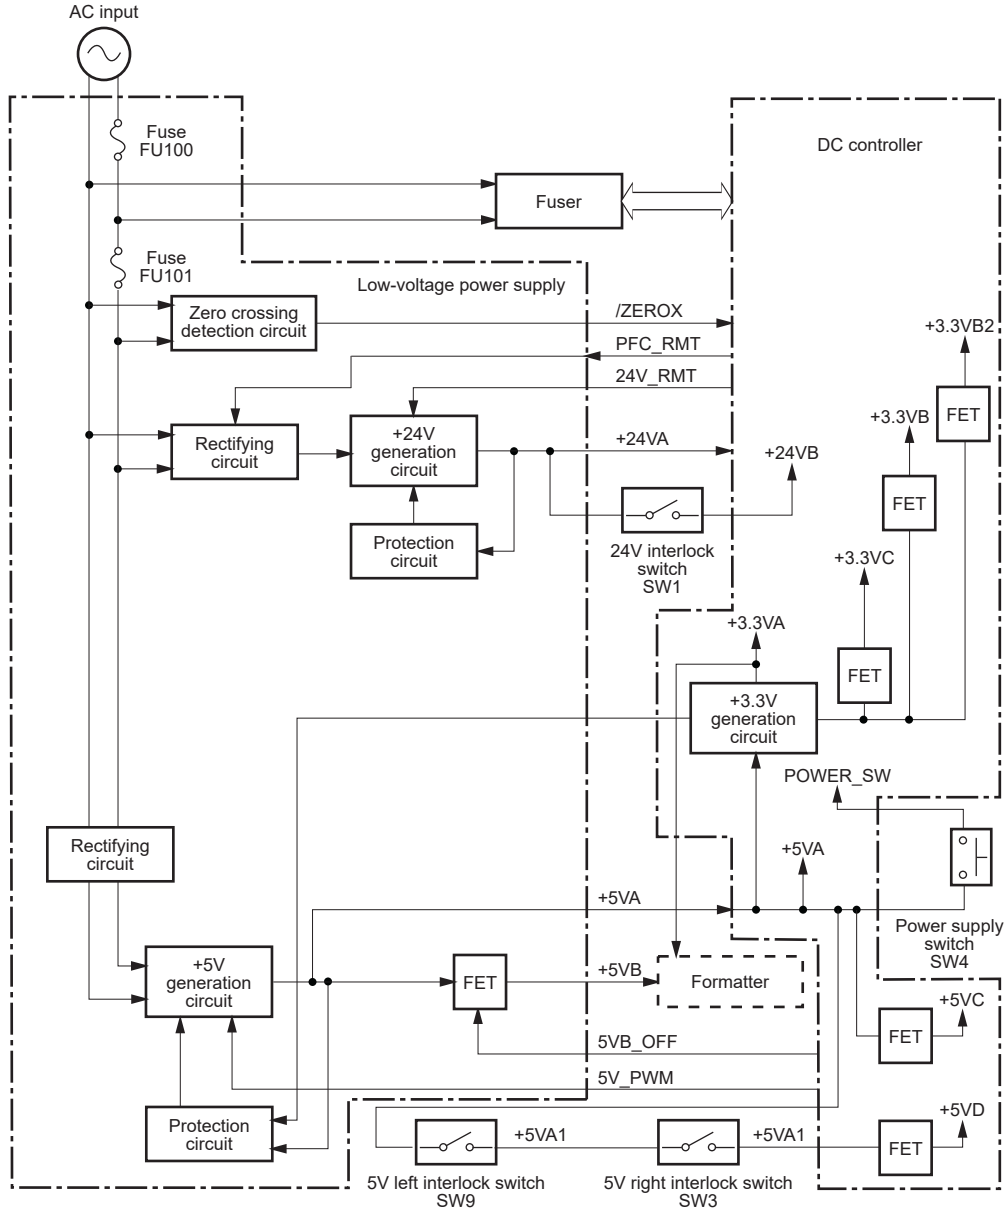 AC input
Fuse
FU100
DC controller
Fuser
Fuse
FU101
Low-voltage power supply
Zero crossing
detection circuit
/ZEROX
PFC_RMT
24V_RMT
+3.3VB2
FET
+3.3VB
FET
Rectifying
circuit
+24V
generation
circuit
+24VA
+24VB
Protection
circuit
24V interlock
switch
SW1
+3.3VC
FET
+3.3VA
+3.3V
generation
circuit
POWER_SW
Rectifying
circuit
+5VA
+5VA
Power supply
switch
SW4
+5V
generation
circuit
FET
+5VB
Formatter
+5VC
FET
5VB_OFF
5V_PWM
Protection
circuit
+5VA1
+5VA1
+5VD
FET
5V left interlock switch
SW9
5V right interlock switch
SW3